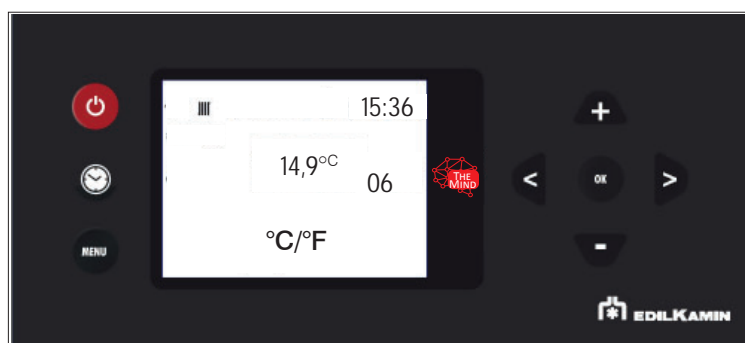 15:36
14,9°C
06
°C/°F
MENU
THE
MIND
+
<
OK
>
-
EDILKAMIN